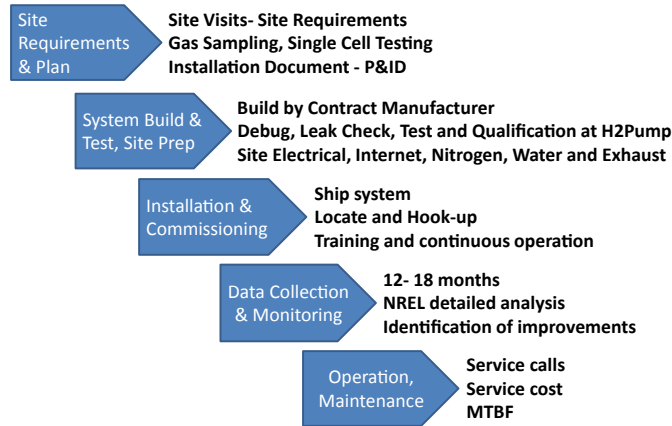 Site
Requirements
& Plan
Site Visits- Site Requirements
Gas Sampling, Single Cell Testing
Installation Document - P&ID
System Build &
Test, Site Prep
Build by Contract Manufacturer
Debug, Leak Check, Test and Qualification at H2Pump
Site Electrical, Internet, Nitrogen, Water and Exhaust
Installation &
Commissioning
Ship system
Locate and Hook-up
Training and continuous operation
Data Collection
& Monitoring
12- 18 months
NREL detailed analysis
Identification of improvements
Operation,
Maintenance
Service calls
Service cost
MTBF